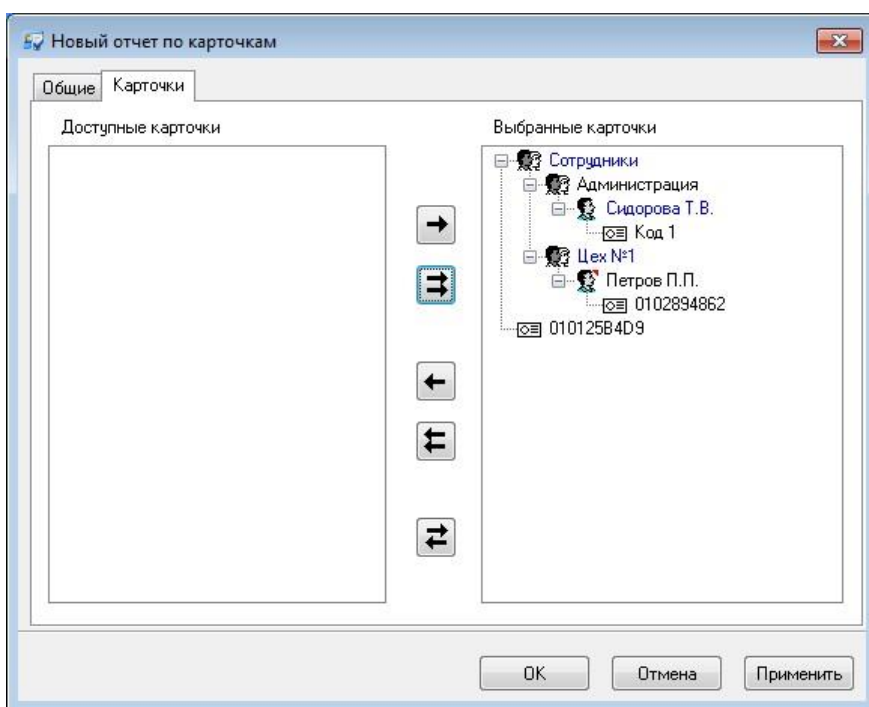 Новый отчет по карточкам
Общие Карточки
Доступные карточки Выбранные карточки
Сотрудники
Администрация
Сидорова Т.В.
Код 1
Цех №1
Петров П.П.
0102894862
010125B4D9
OK Отмена Применить